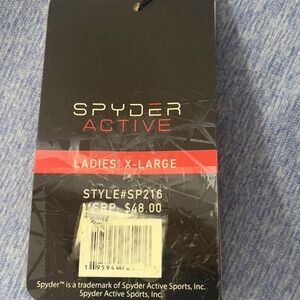 SPYDER
ACTIVE
LADIES' X-LARGE
STYLE#SP216
MSRP: $48.00
Spyder™ is a trademark of Spyder Active Sports, Inc.
Spyder Active Sports, Inc.